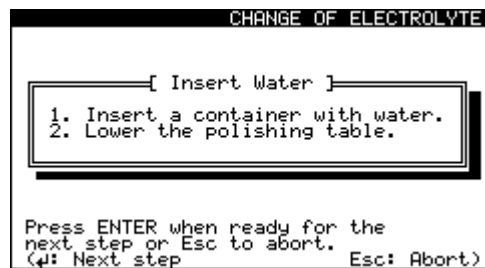 CHANGE OF ELECTROLYTE
[ Insert Water ]
1. Insert a container with water.
2. Lower the polishing table.
Press ENTER when ready for the
next step or Esc to abort.
(↲: Next step Esc: Abort)